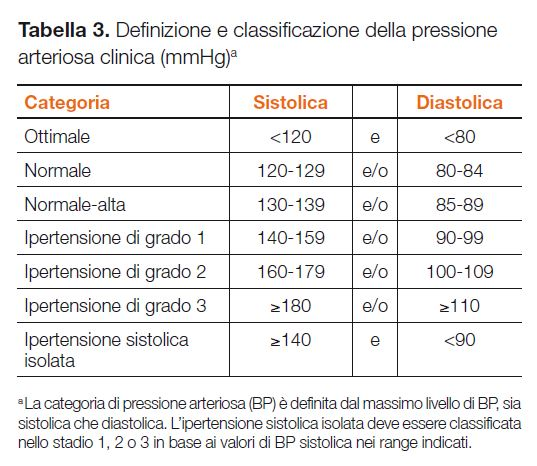 Tabella 3. Definizione e classificazione della pressione
arteriosa clinica (mmHg)a
Categoria Sistolica Diastolica
Ottimale <120 e <80
Normale 120-129 e/o 80-84
Normale-alta 130-139 e/o 85-89
Ipertensione di grado 1 140-159 e/o 90-99
Ipertensione di grado 2 160-179 e/o 100-109
Ipertensione di grado 3 ≥180 e/o ≥110
Ipertensione sistolica ≥140 e <90
isolata
a La categoria di pressione arteriosa (BP) è definita dal massimo livello di BP, sia
sistolica che diastolica. L'ipertensione sistolica isolata deve essere classificata
nello stadio 1, 2 o 3 in base ai valori di BP sistolica nei range indicati.